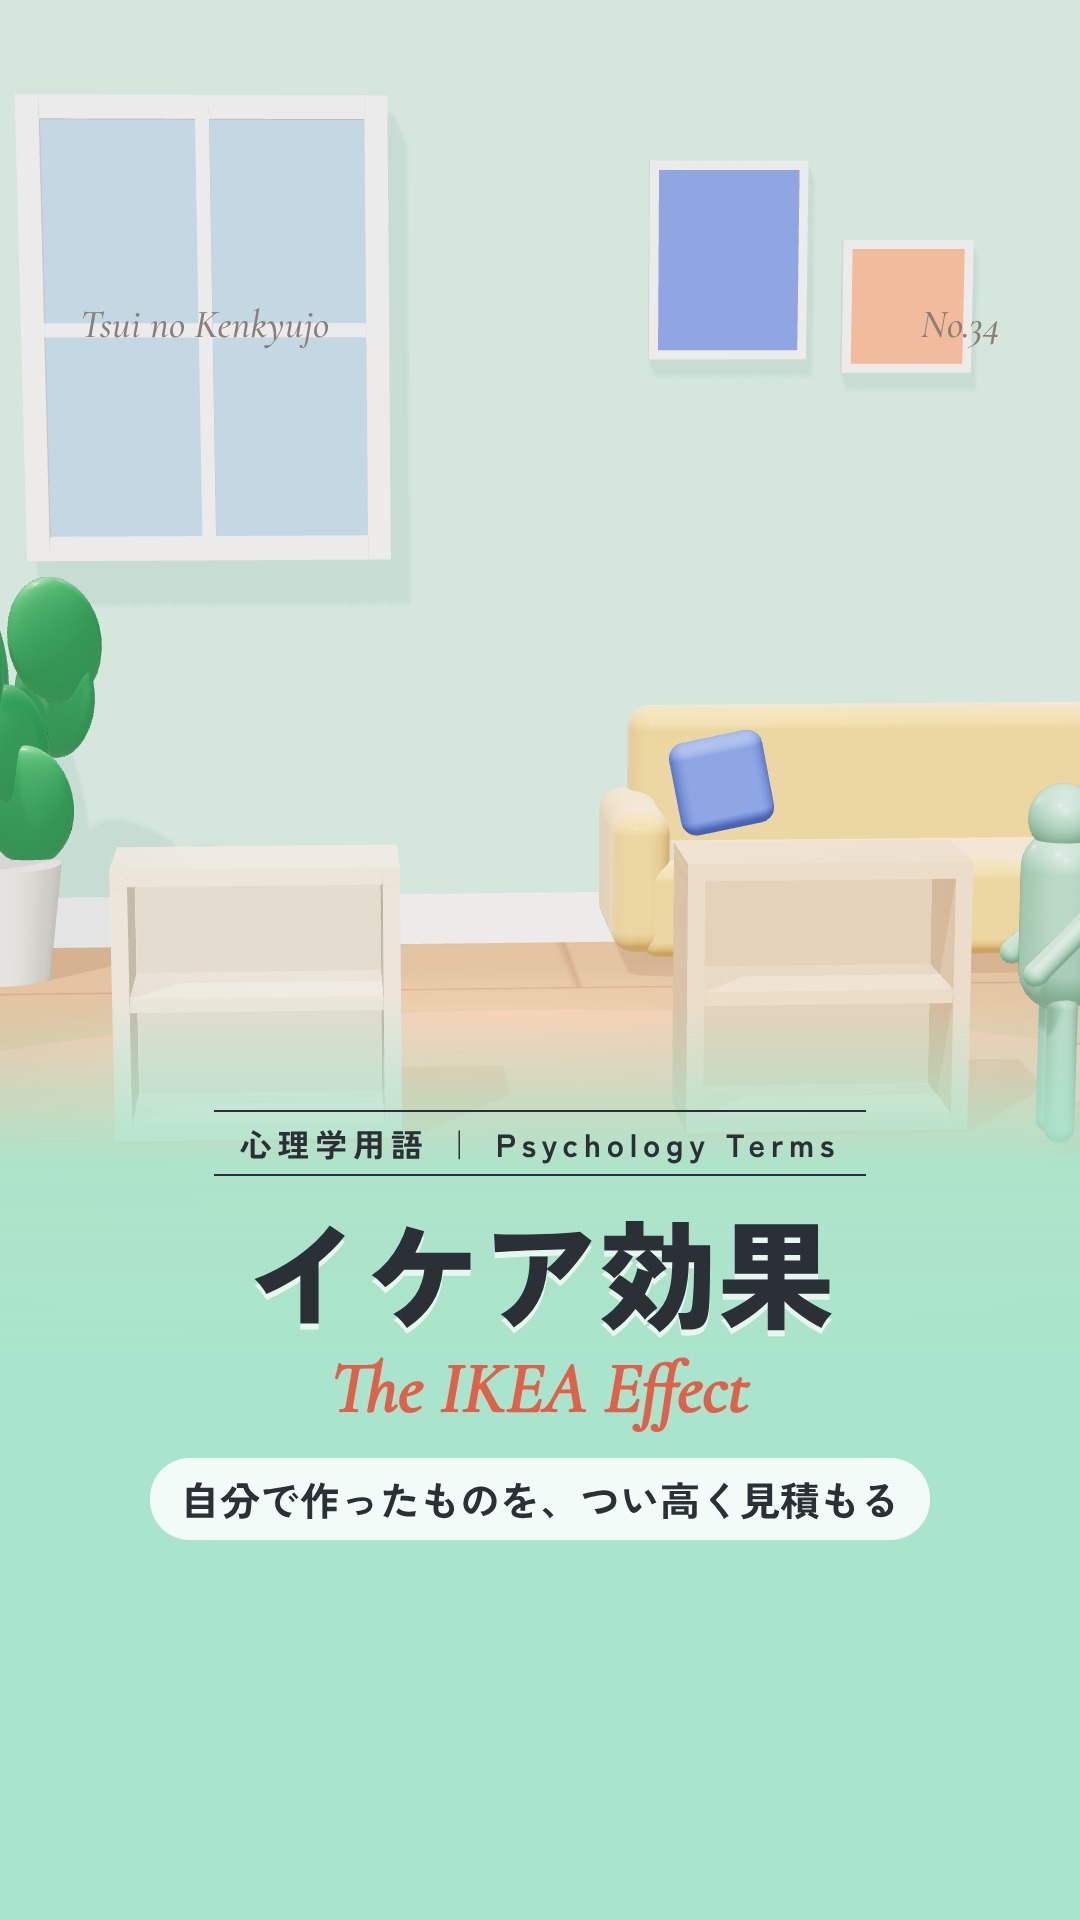 Tsui no Kenkyujo
No.34
心理学用語 | Psychology Terms
イケア効果
The IKEA Effect
自分で作ったものを、つい高く見積もる